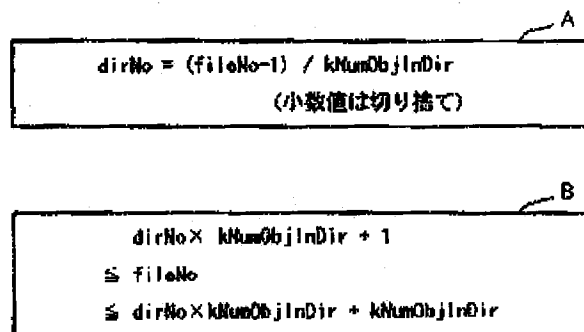 A
dirNo = (fileNo-1) / kNumObjInDir
(小数値は切り捨て)
B
dirNo× kNumObjInDir + 1
≦ fileNo
≦ dirNo×kNumObjInDir + kNumObjInDir